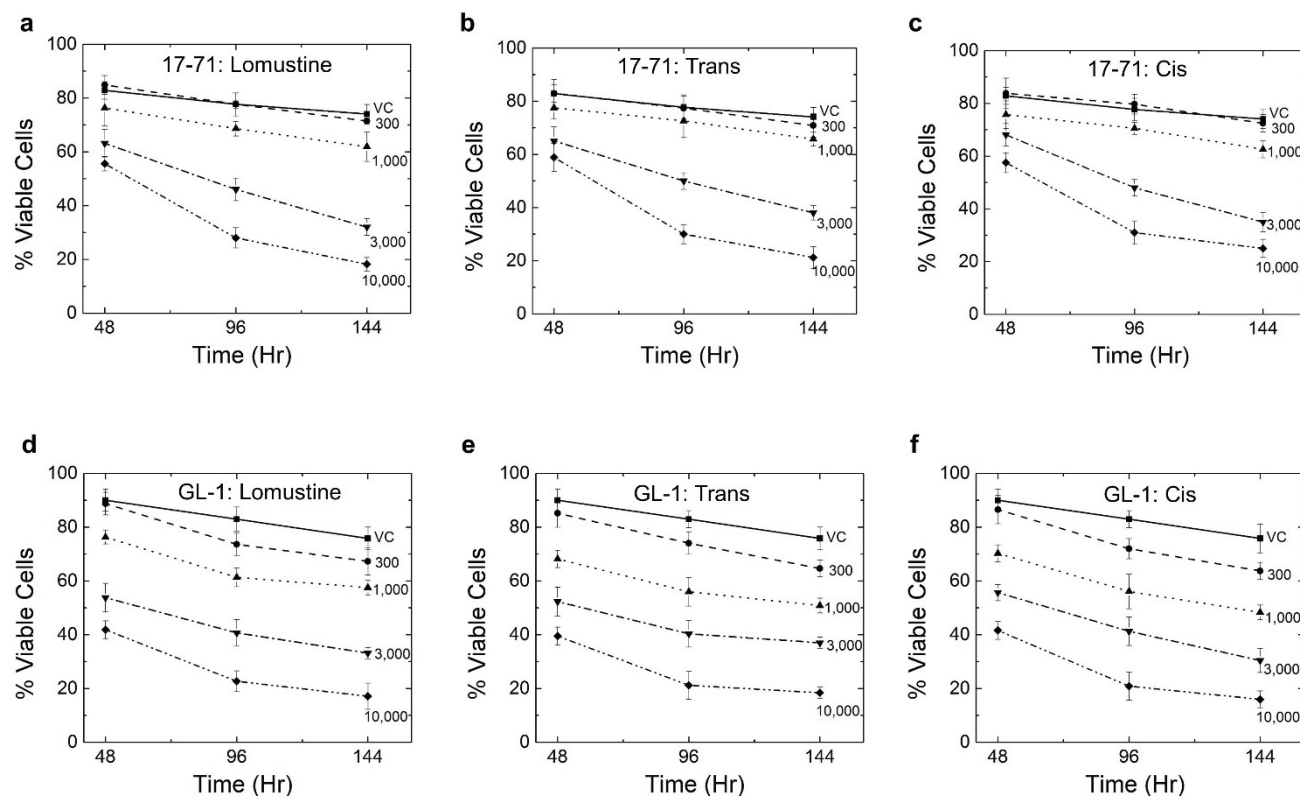 a
17-71: Lomustine
% Viable Cells
100
80
60
40
20
0
VC
300
1,000
3,000
10,000
48
96
144
Time (Hr)
b
17-71: Trans
% Viable Cells
100
80
60
40
20
0
VC
300
1,000
3,000
10,000
48
96
144
Time (Hr)
c
17-71: Cis
% Viable Cells
100
80
60
40
20
0
VC
300
1,000
3,000
10,000
48
96
144
Time (Hr)
d
GL-1: Lomustine
% Viable Cells
100
80
60
40
20
0
VC
300
1,000
3,000
10,000
48
96
144
Time (Hr)
e
GL-1: Trans
% Viable Cells
100
80
60
40
20
0
VC
300
1,000
3,000
10,000
48
96
144
Time (Hr)
f
GL-1: Cis
% Viable Cells
100
80
60
40
20
0
VC
300
1,000
3,000
10,000
48
96
144
Time (Hr)